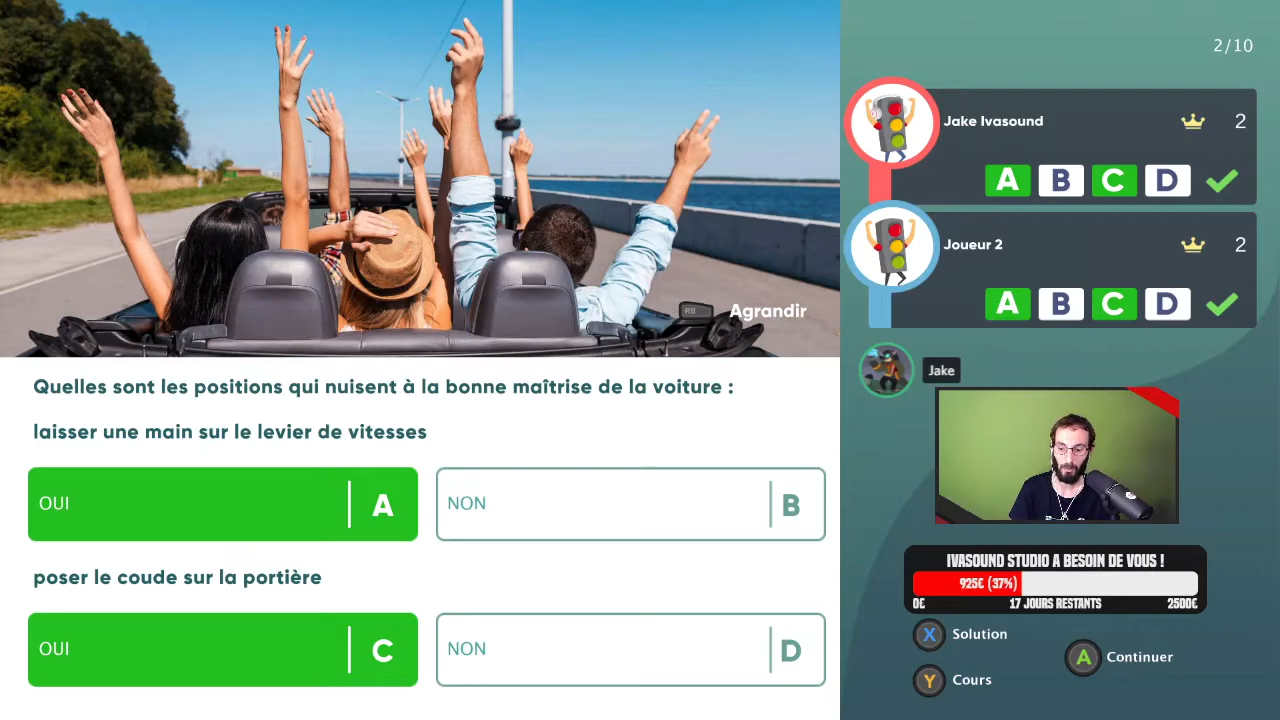 2/10
Jake Ivasound
2
A B C D
Joueur 2
2
A B C D
RB Agrandir
Jake
Quelles sont les positions qui nuisent à la bonne maîtrise de la voiture :
laisser une main sur le levier de vitesses
OUI A
NON B
poser le coude sur la portière
OUI C
NON D
IVASOUND STUDIO A BESOIN DE VOUS !
925€ (37%)
0€ 17 JOURS RESTANTS 2500€
X Solution
A Continuer
Y Cours